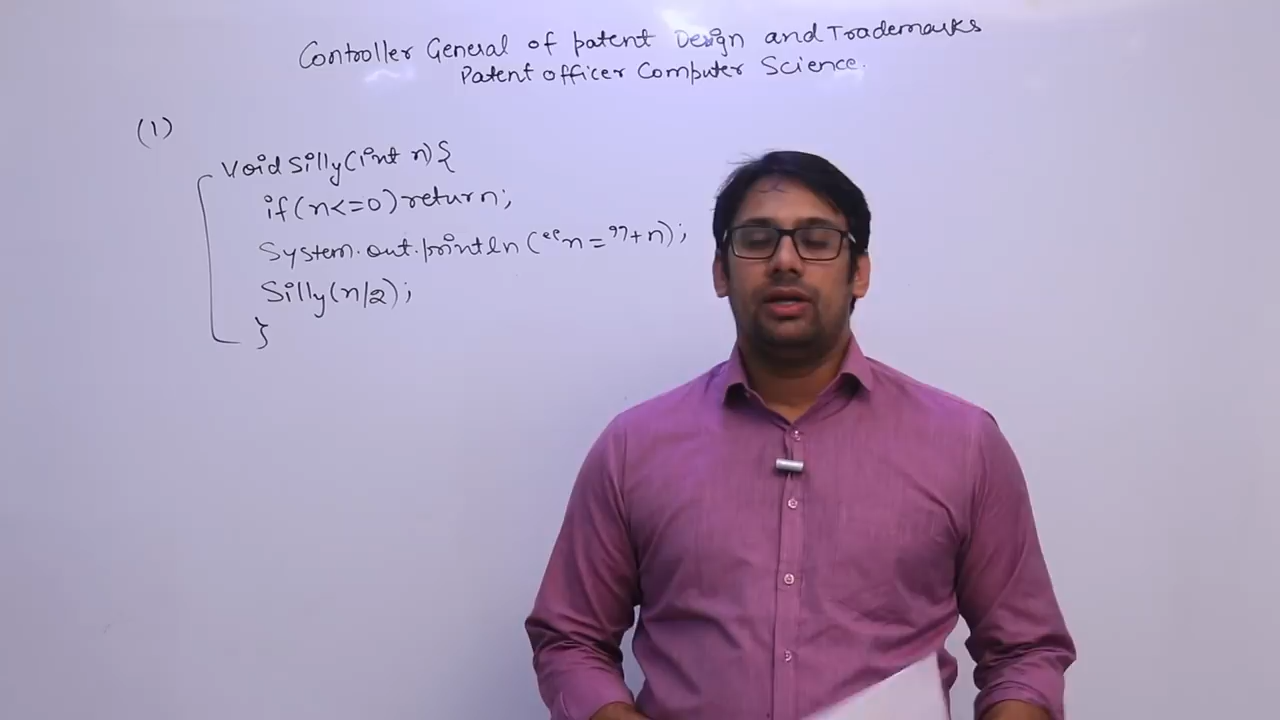 Controller General of patent Design and Trademarks
Patent officer Computer Science.
(1)
Void Silly(int n){
if(n<=0)return;
System.out.println(“n=”+n);
Silly(n/2);
}